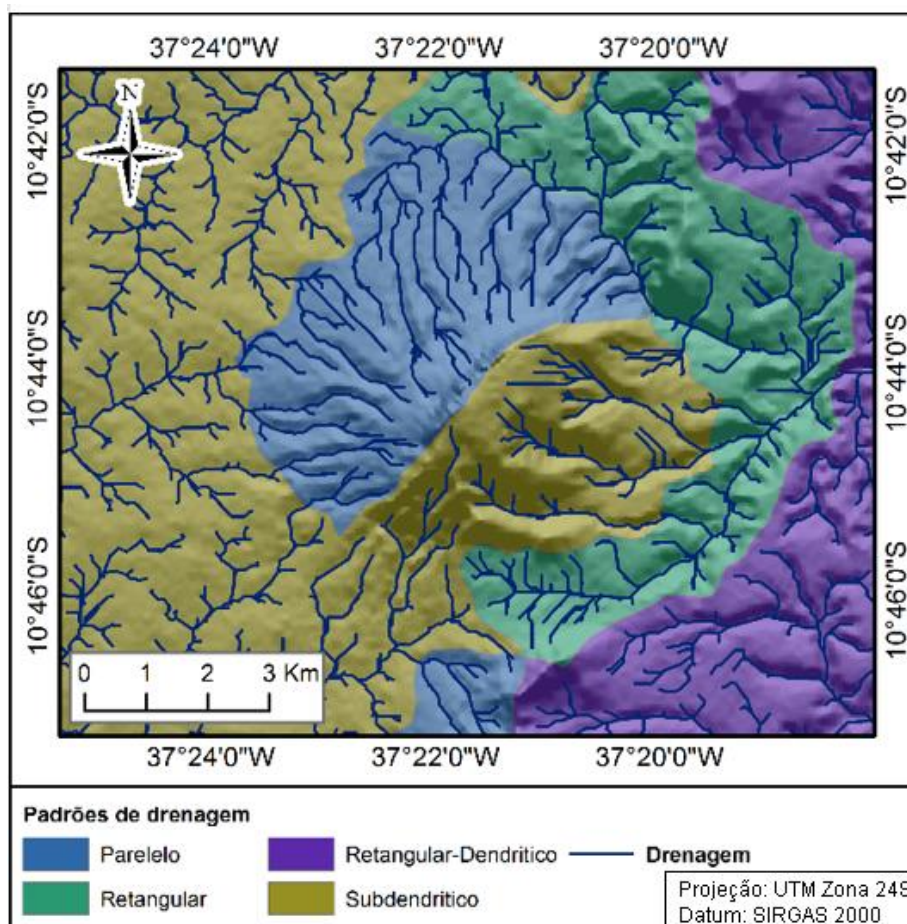 37°24'0"W 37°22'0"W 37°20'0"W
N
10°42'0"S
10°44'0"S
10°46'0"S
10°42'0"S
10°44'0"S
10°46'0"S
0 1 2 3 Km
37°24'0"W 37°22'0"W 37°20'0"W
Padrões de drenagem
Parelelo
Retangular-Dendritico
Drenagem
Retangular
Subdendritico
Projeção: UTM Zona 24S
Datum: SIRGAS 2000